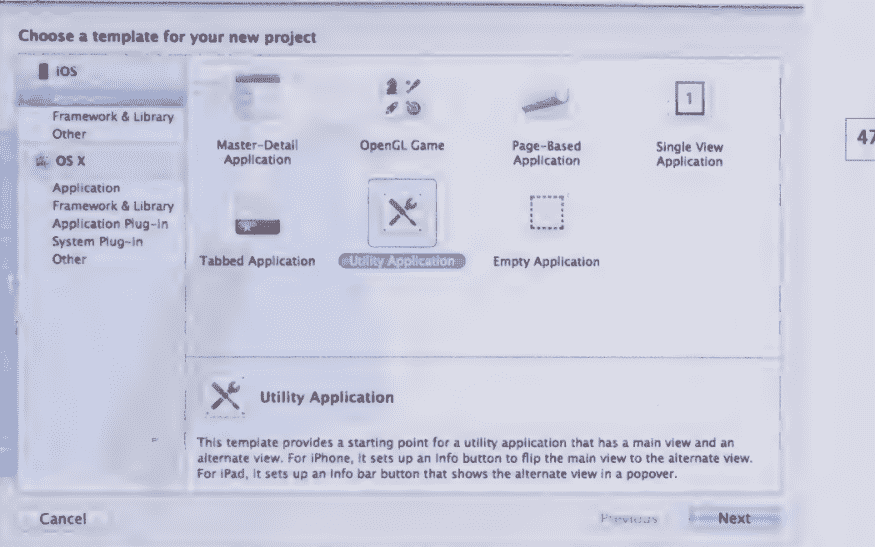 Choose a template for your new project
iOS
Framework & Library
Other
OS X
Application
Framework & Library
Application Plug-in
System Plug-in
Other
Master-Detail
Application
OpenGL Game
Page-Based
Application
1
Single View
Application
Tabbed Application
Utility Application
Empty Application
Utility Application
This template provides a starting point for a utility application that has a main view and an
alternate view. For iPhone, it sets up an Info button to flip the main view to the alternate view.
For iPad, it sets up an Info bar button that shows the alternate view in a popover.
Cancel
Previous
Next
47